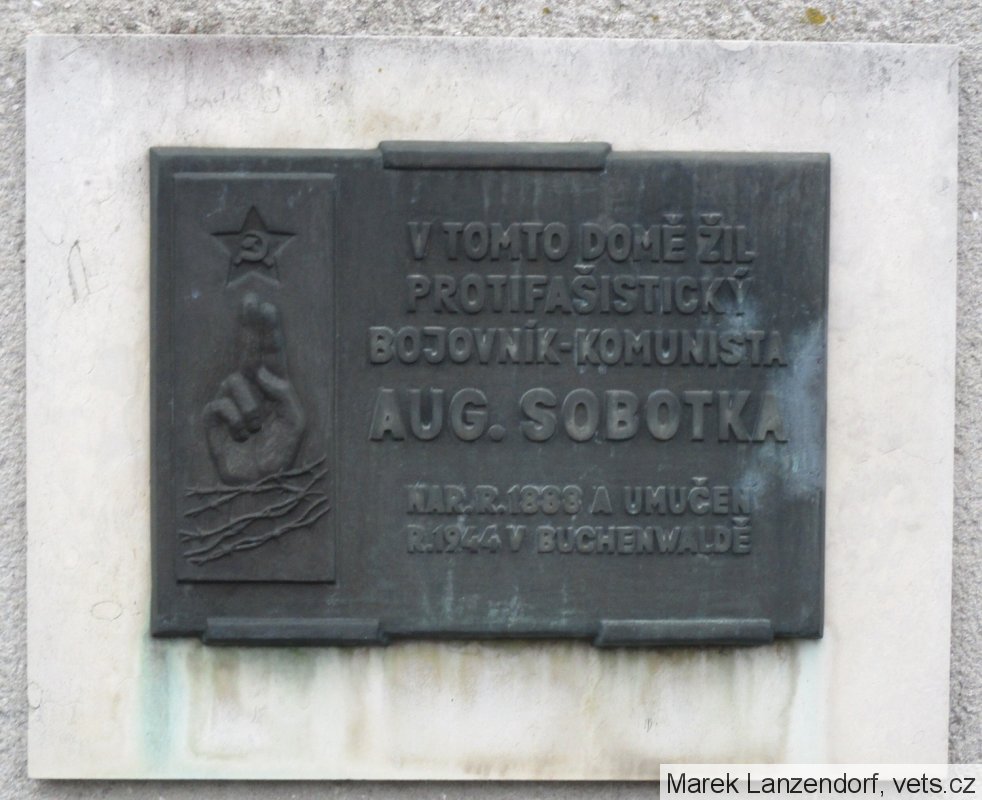 V TOMTO DOMĚ ŽIL
PROTIFAŠISTICKÝ
BOJOVNÍK-KOMUNISTA
AUG. SOBOTKA
NAR. R. 1888 A UMUČEN
R. 1944 V BUCHENWALDĚ
Marek Lanzendorf, vets.cz